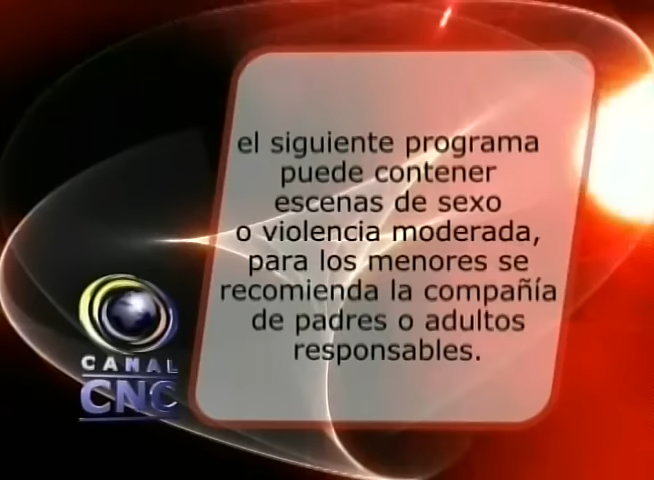 el siguiente programa
puede contener
escenas de sexo
o violencia moderada,
para los menores se
recomienda la compañía
de padres o adultos
responsables.
CANAL
CNC